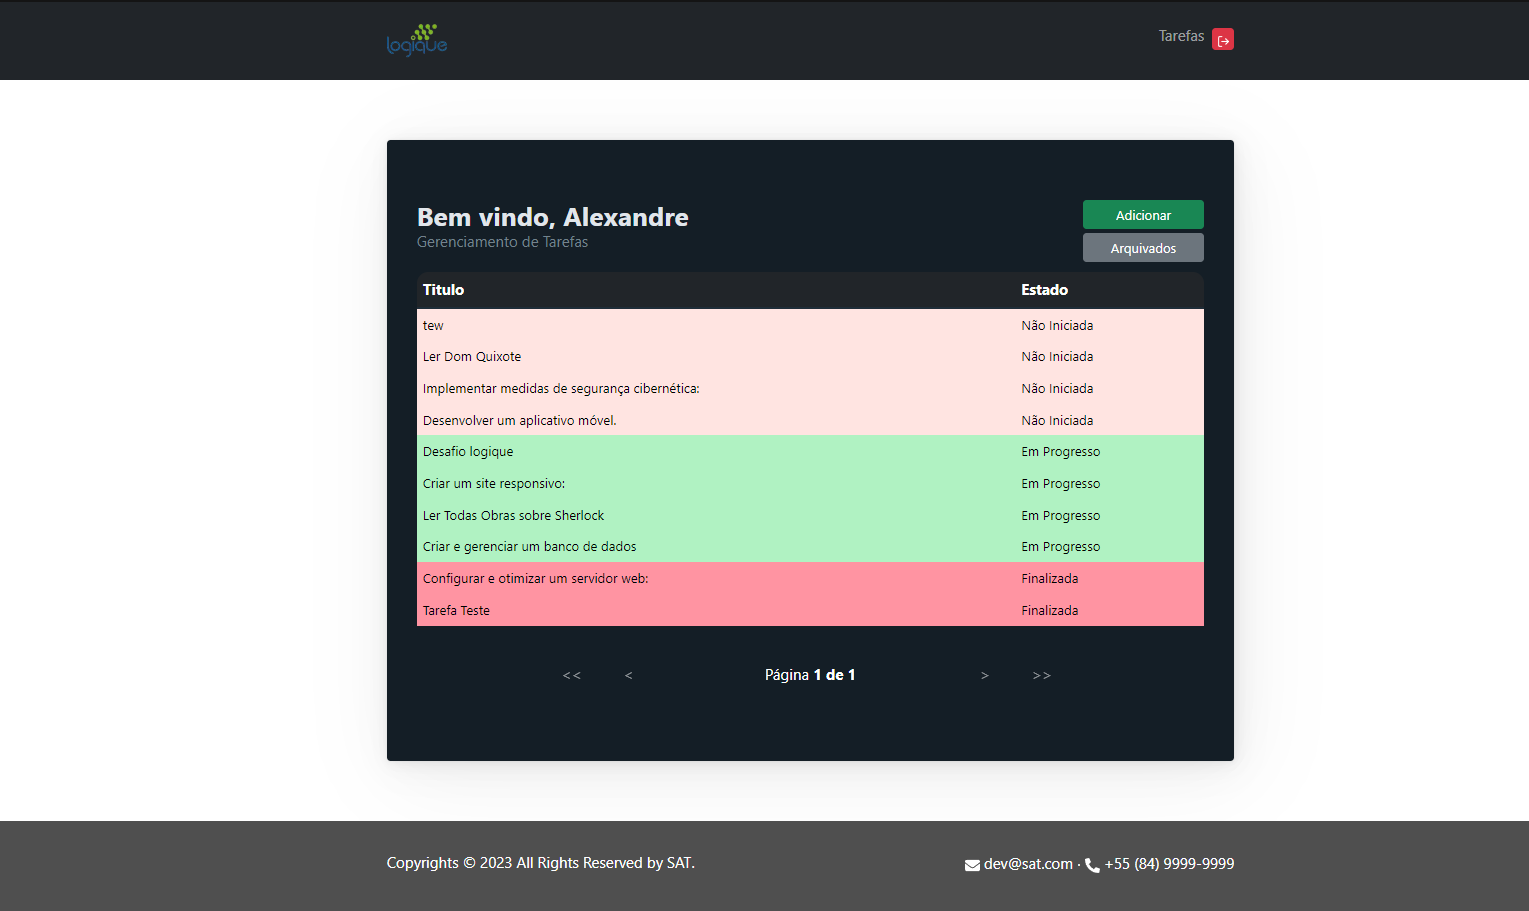 logique
Tarefas
Bem vindo, Alexandre
Gerenciamento de Tarefas
Adicionar
Arquivados
Titulo Estado
tew Não Iniciada
Ler Dom Quixote Não Iniciada
Implementar medidas de segurança cibernética: Não Iniciada
Desenvolver um aplicativo móvel. Não Iniciada
Desafio logique Em Progresso
Criar um site responsivo: Em Progresso
Ler Todas Obras sobre Sherlock Em Progresso
Criar e gerenciar um banco de dados Em Progresso
Configurar e otimizar um servidor web: Finalizada
Tarefa Teste Finalizada
<< < Página 1 de 1 > >>
Copyrights © 2023 All Rights Reserved by SAT. dev@sat.com · +55 (84) 9999-9999